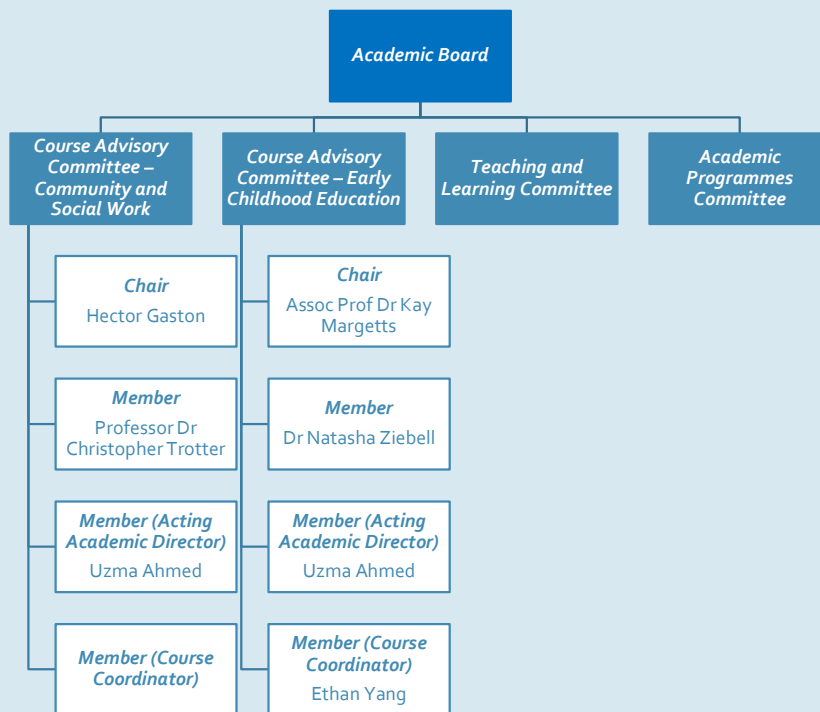 Academic Board
Course Advisory
Committee –
Community and
Social Work
Course Advisory
Committee – Early
Childhood Education
Teaching and
Learning Committee
Academic
Programmes
Committee
Chair
Hector Gaston
Member
Professor Dr
Christopher Trotter
Member (Acting
Academic Director)
Uzma Ahmed
Member (Course
Coordinator)
Chair
Assoc Prof Dr Kay
Margetts
Member
Dr Natasha Ziebell
Member (Acting
Academic Director)
Uzma Ahmed
Member (Course
Coordinator)
Ethan Yang